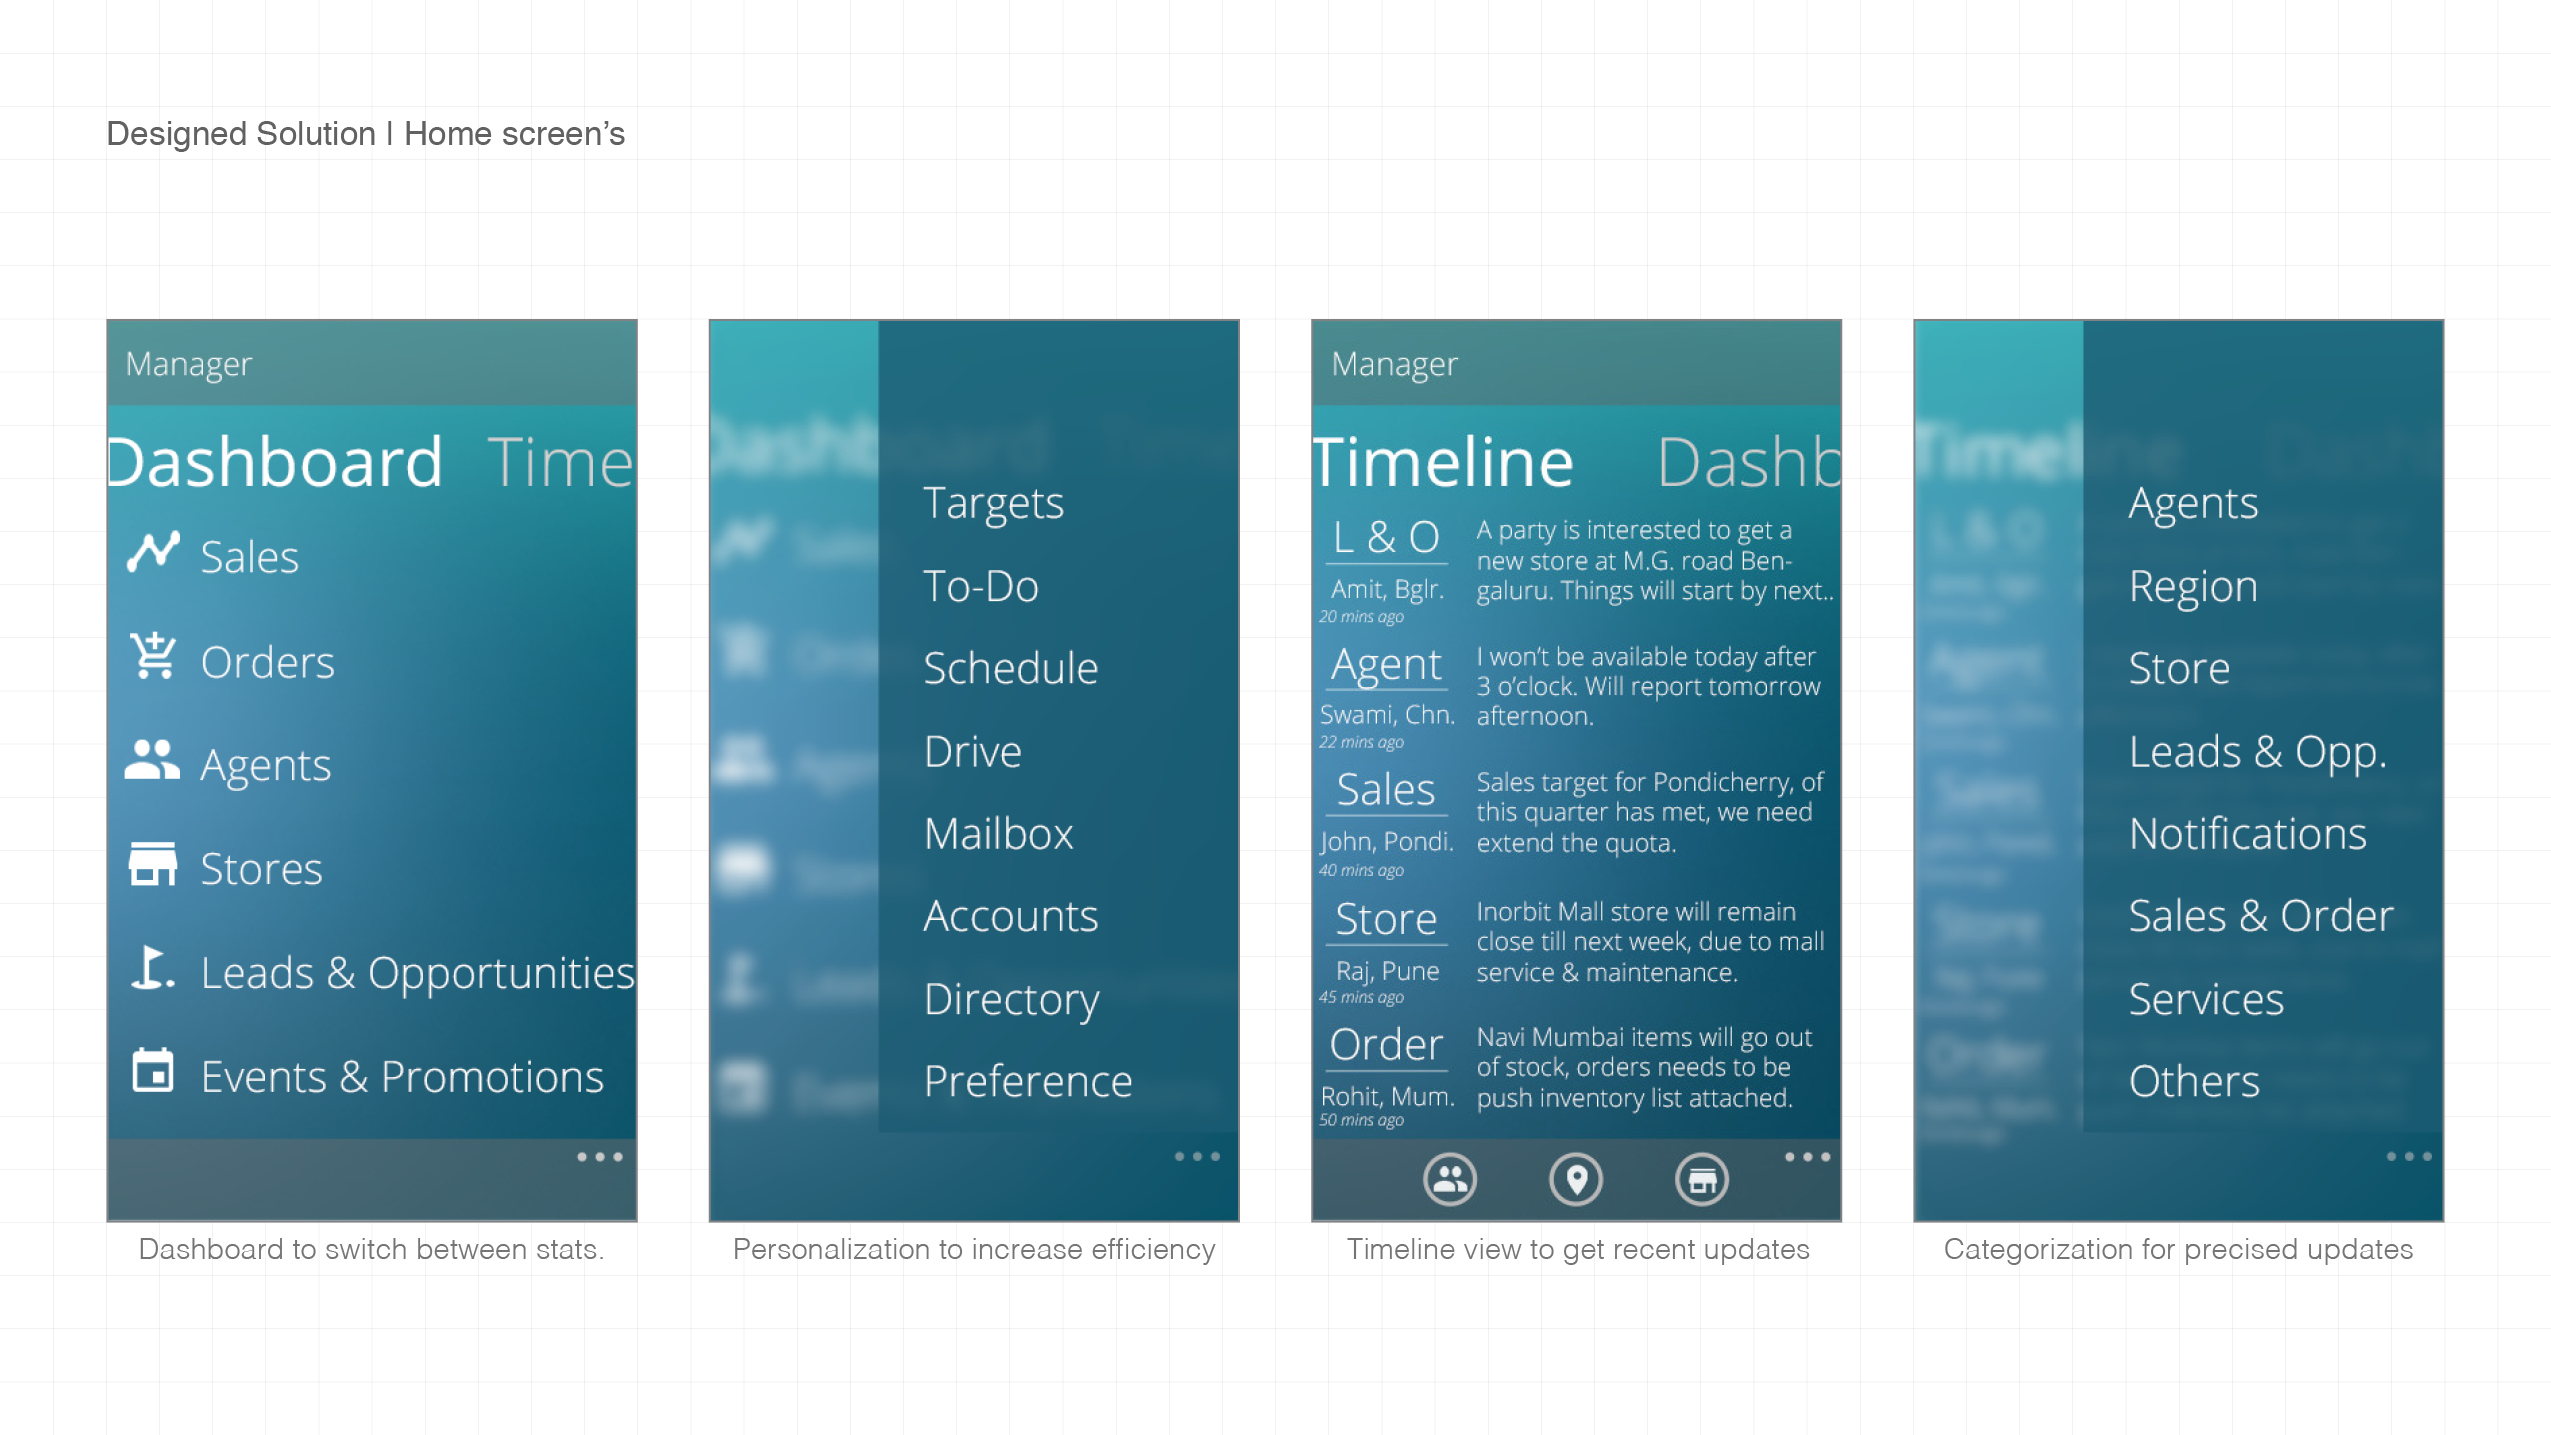 Designed Solution | Home screen’s
Manager
Dashboard Time
Sales
Orders
Agents
Stores
Leads & Opportunities
Events & Promotions
Dashboard to switch between stats.
Dashboard
Targets
To-Do
Schedule
Drive
Mailbox
Accounts
Directory
Preference
Personalization to increase efficiency
Manager
Timeline Dashb
L & O
Amit, Bglr.
20 mins ago
A party is interested to get a
new store at M.G. road Ben-
galuru. Things will start by next..
Agent
Swami, Chn.
22 mins ago
I won’t be available today after
3 o’clock. Will report tomorrow
afternoon.
Sales
John, Pondi.
40 mins ago
Sales target for Pondicherry, of
this quarter has met, we need
extend the quota.
Store
Raj, Pune
45 mins ago
Inorbit Mall store will remain
close till next week, due to mall
service & maintenance.
Order
Rohit, Mum.
50 mins ago
Navi Mumbai items will go out
of stock, orders needs to be
push inventory list attached.
Timeline view to get recent updates
Timeline
L & O
Agent
Sales
Store
Order
Agents
Region
Store
Leads & Opp.
Notifications
Sales & Order
Services
Others
Categorization for precised updates